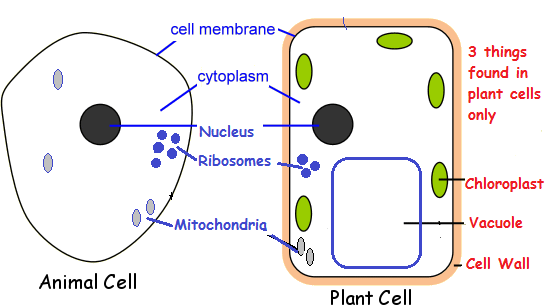 cell membrane
cytoplasm
Nucleus
Ribosomes
Mitochondria
3 things
found in
plant cells
only
Chloroplast
Vacuole
Cell Wall
Animal Cell
Plant Cell